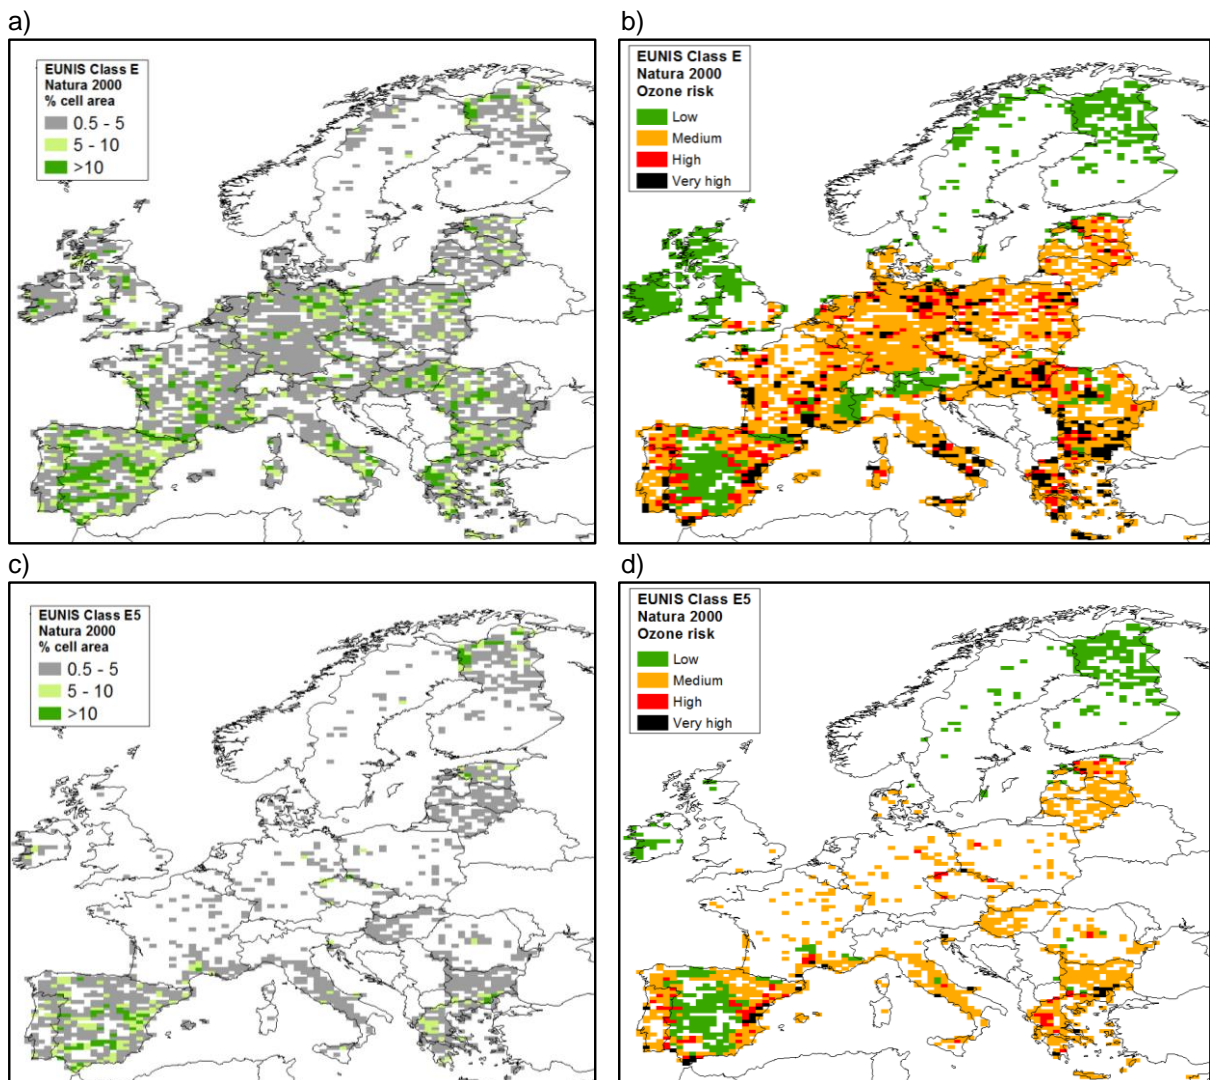 a)
EUNIS Class E
Natura 2000
% cell area
0.5 - 5
5 - 10
>10
b)
EUNIS Class E
Natura 2000
Ozone risk
Low
Medium
High
Very high
c)
EUNIS Class E5
Natura 2000
% cell area
0.5 - 5
5 - 10
>10
d)
EUNIS Class E5
Natura 2000
Ozone risk
Low
Medium
High
Very high